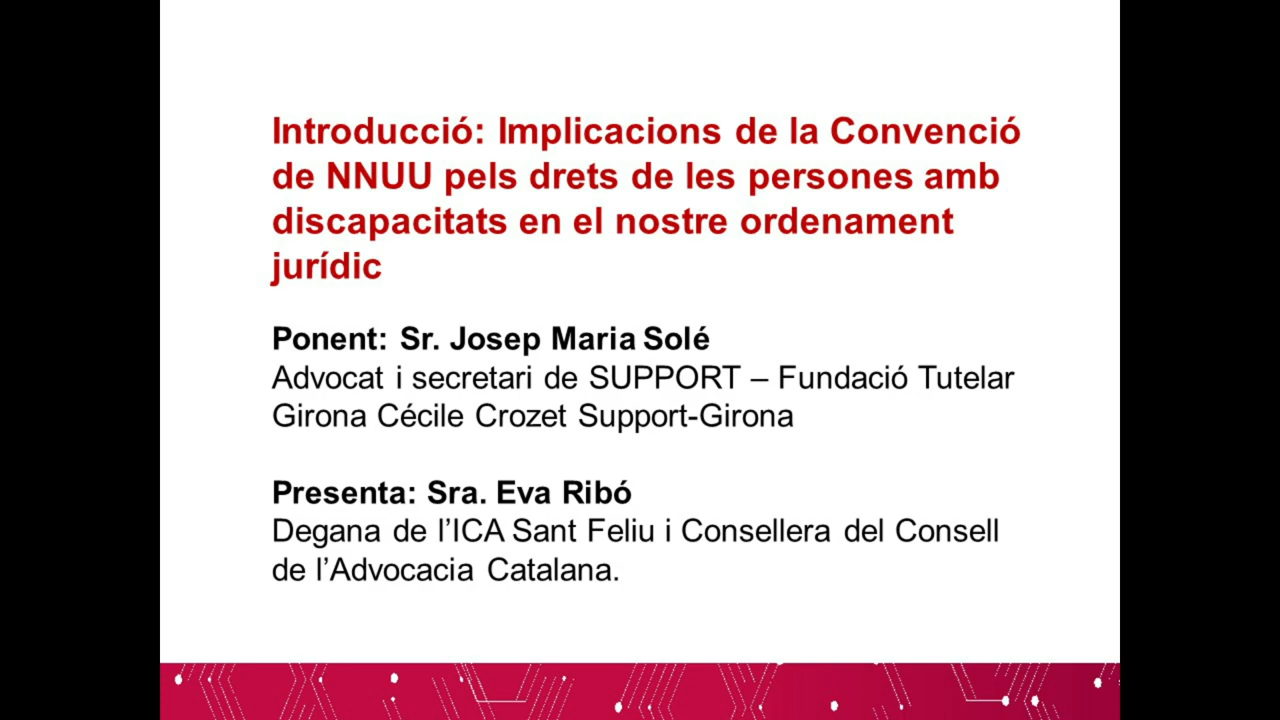 Introducció: Implicacions de la Convenció
de NNUU pels drets de les persones amb
discapacitats en el nostre ordenament
jurídic
Ponent: Sr. Josep Maria Solé
Advocat i secretari de SUPPORT – Fundació Tutelar
Girona Cécile Crozet Support-Girona
Presenta: Sra. Eva Ribó
Degana de l’ICA Sant Feliu i Consellera del Consell
de l’Advocacia Catalana.